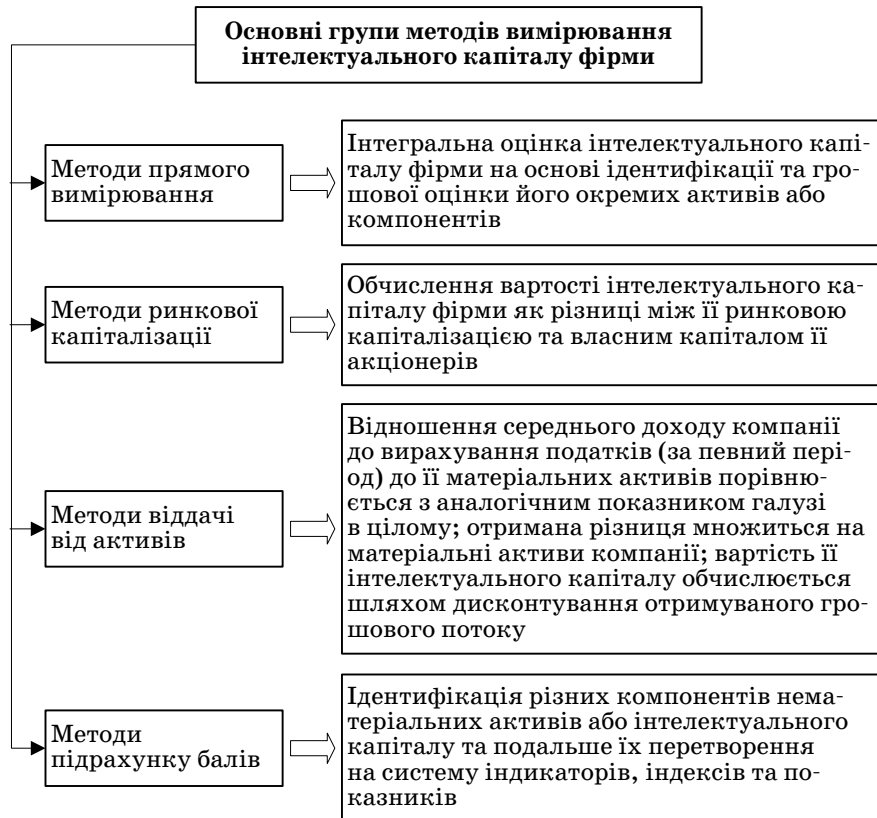 Основні групи методів вимірювання
інтелектуального капіталу фірми
Методи прямого
вимірювання
Інтегральна оцінка інтелектуального капі-
талу фірми на основі ідентифікації та гро-
шової оцінки його окремих активів або
компонентів
Методи ринкової
капіталізації
Обчислення вартості інтелектуального ка-
піталу фірми як різниці між її ринковою
капіталізацією та власним капіталом її
акціонерів
Методи віддачі
від активів
Відношення середнього доходу компанії
до вирахування податків (за певний пері-
од) до її матеріальних активів порівню-
ється з аналогічним показником галузі
в цілому; отримана різниця множиться на
матеріальні активи компанії; вартість її
інтелектуального капіталу обчислюється
шляхом дисконтування отримуваного гро-
шового потоку
Методи
підрахунку балів
Ідентифікація різних компонентів нема-
теріальних активів або інтелектуального
капіталу та подальше їх перетворення
на систему індикаторів, індексів та по-
казників